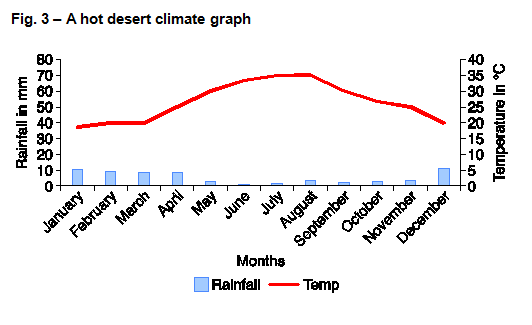 Fig. 3 – A hot desert climate graph
Rainfall in mm
80
70
60
50
40
30
20
10
0
40
35
30
25
20
15
10
5
0
Temperature in °C
January
February
March
April
May
June
July
August
September
October
November
December
Months
Rainfall
Temp